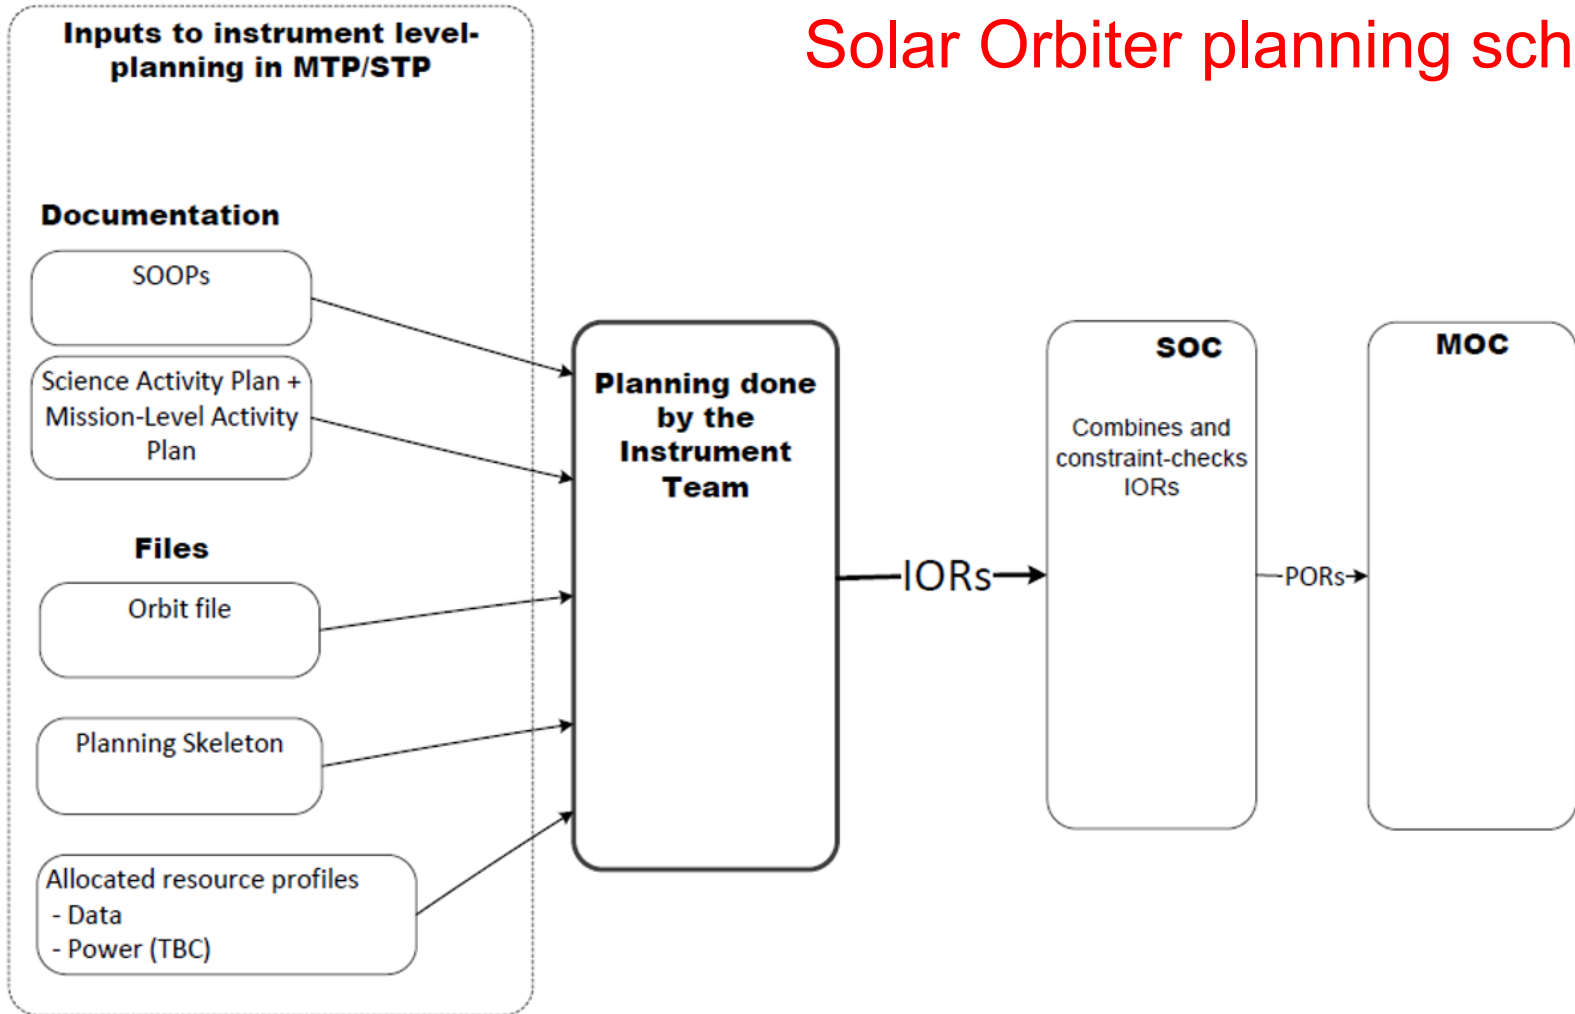 Solar Orbiter planning sch
Inputs to instrument level-
planning in MTP/STP
Documentation
SOOPs
Science Activity Plan +
Mission-Level Activity
Plan
Files
Orbit file
Planning Skeleton
Allocated resource profiles
- Data
- Power (TBC)
Planning done
by the
Instrument
Team
IORs
SOC
Combines and
constraint-checks
IORs
PORs
MOC